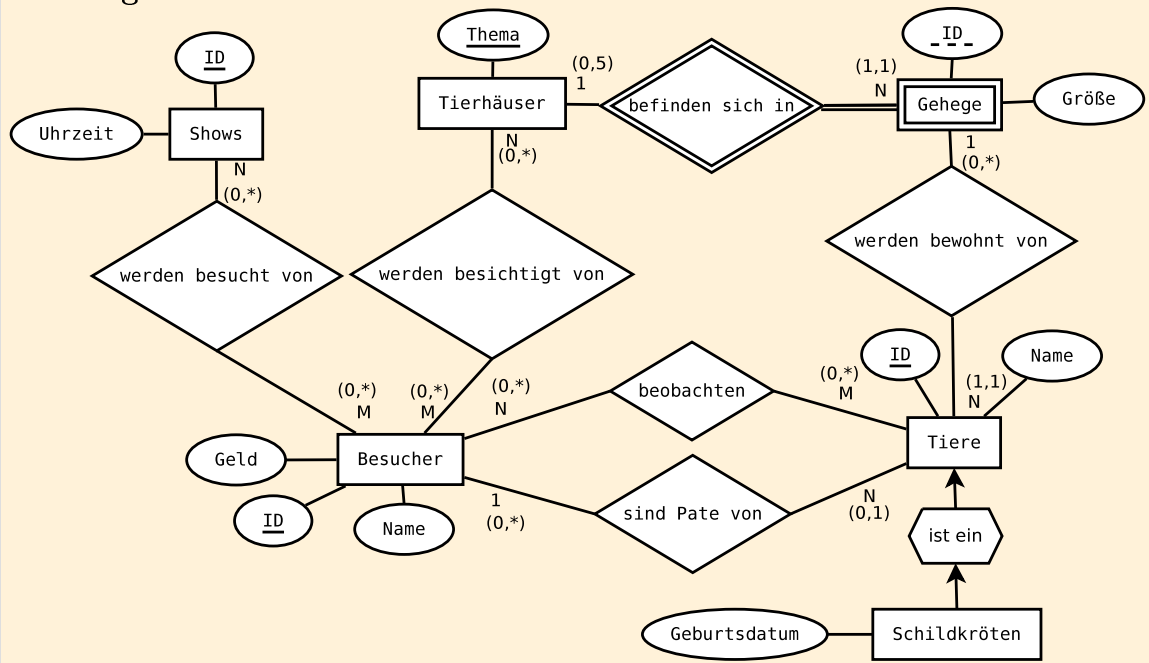 Thema
ID
ID
(0,5)
1
(1,1)
N
Tierhäuser
befinden sich in
Gehege
Größe
Uhrzeit
Shows
N
(0,*)
N
(0,*)
1
(0,*)
werden besucht von
werden besichtigt von
werden bewohnt von
ID
Name
(0,*)
M
(0,*)
M
(0,*)
N
beobachten
(0,*)
M
(1,1)
N
Tiere
Geld
Besucher
1
(0,*)
sind Pate von
N
(0,1)
ID
Name
ist ein
Geburtsdatum
Schildkröten